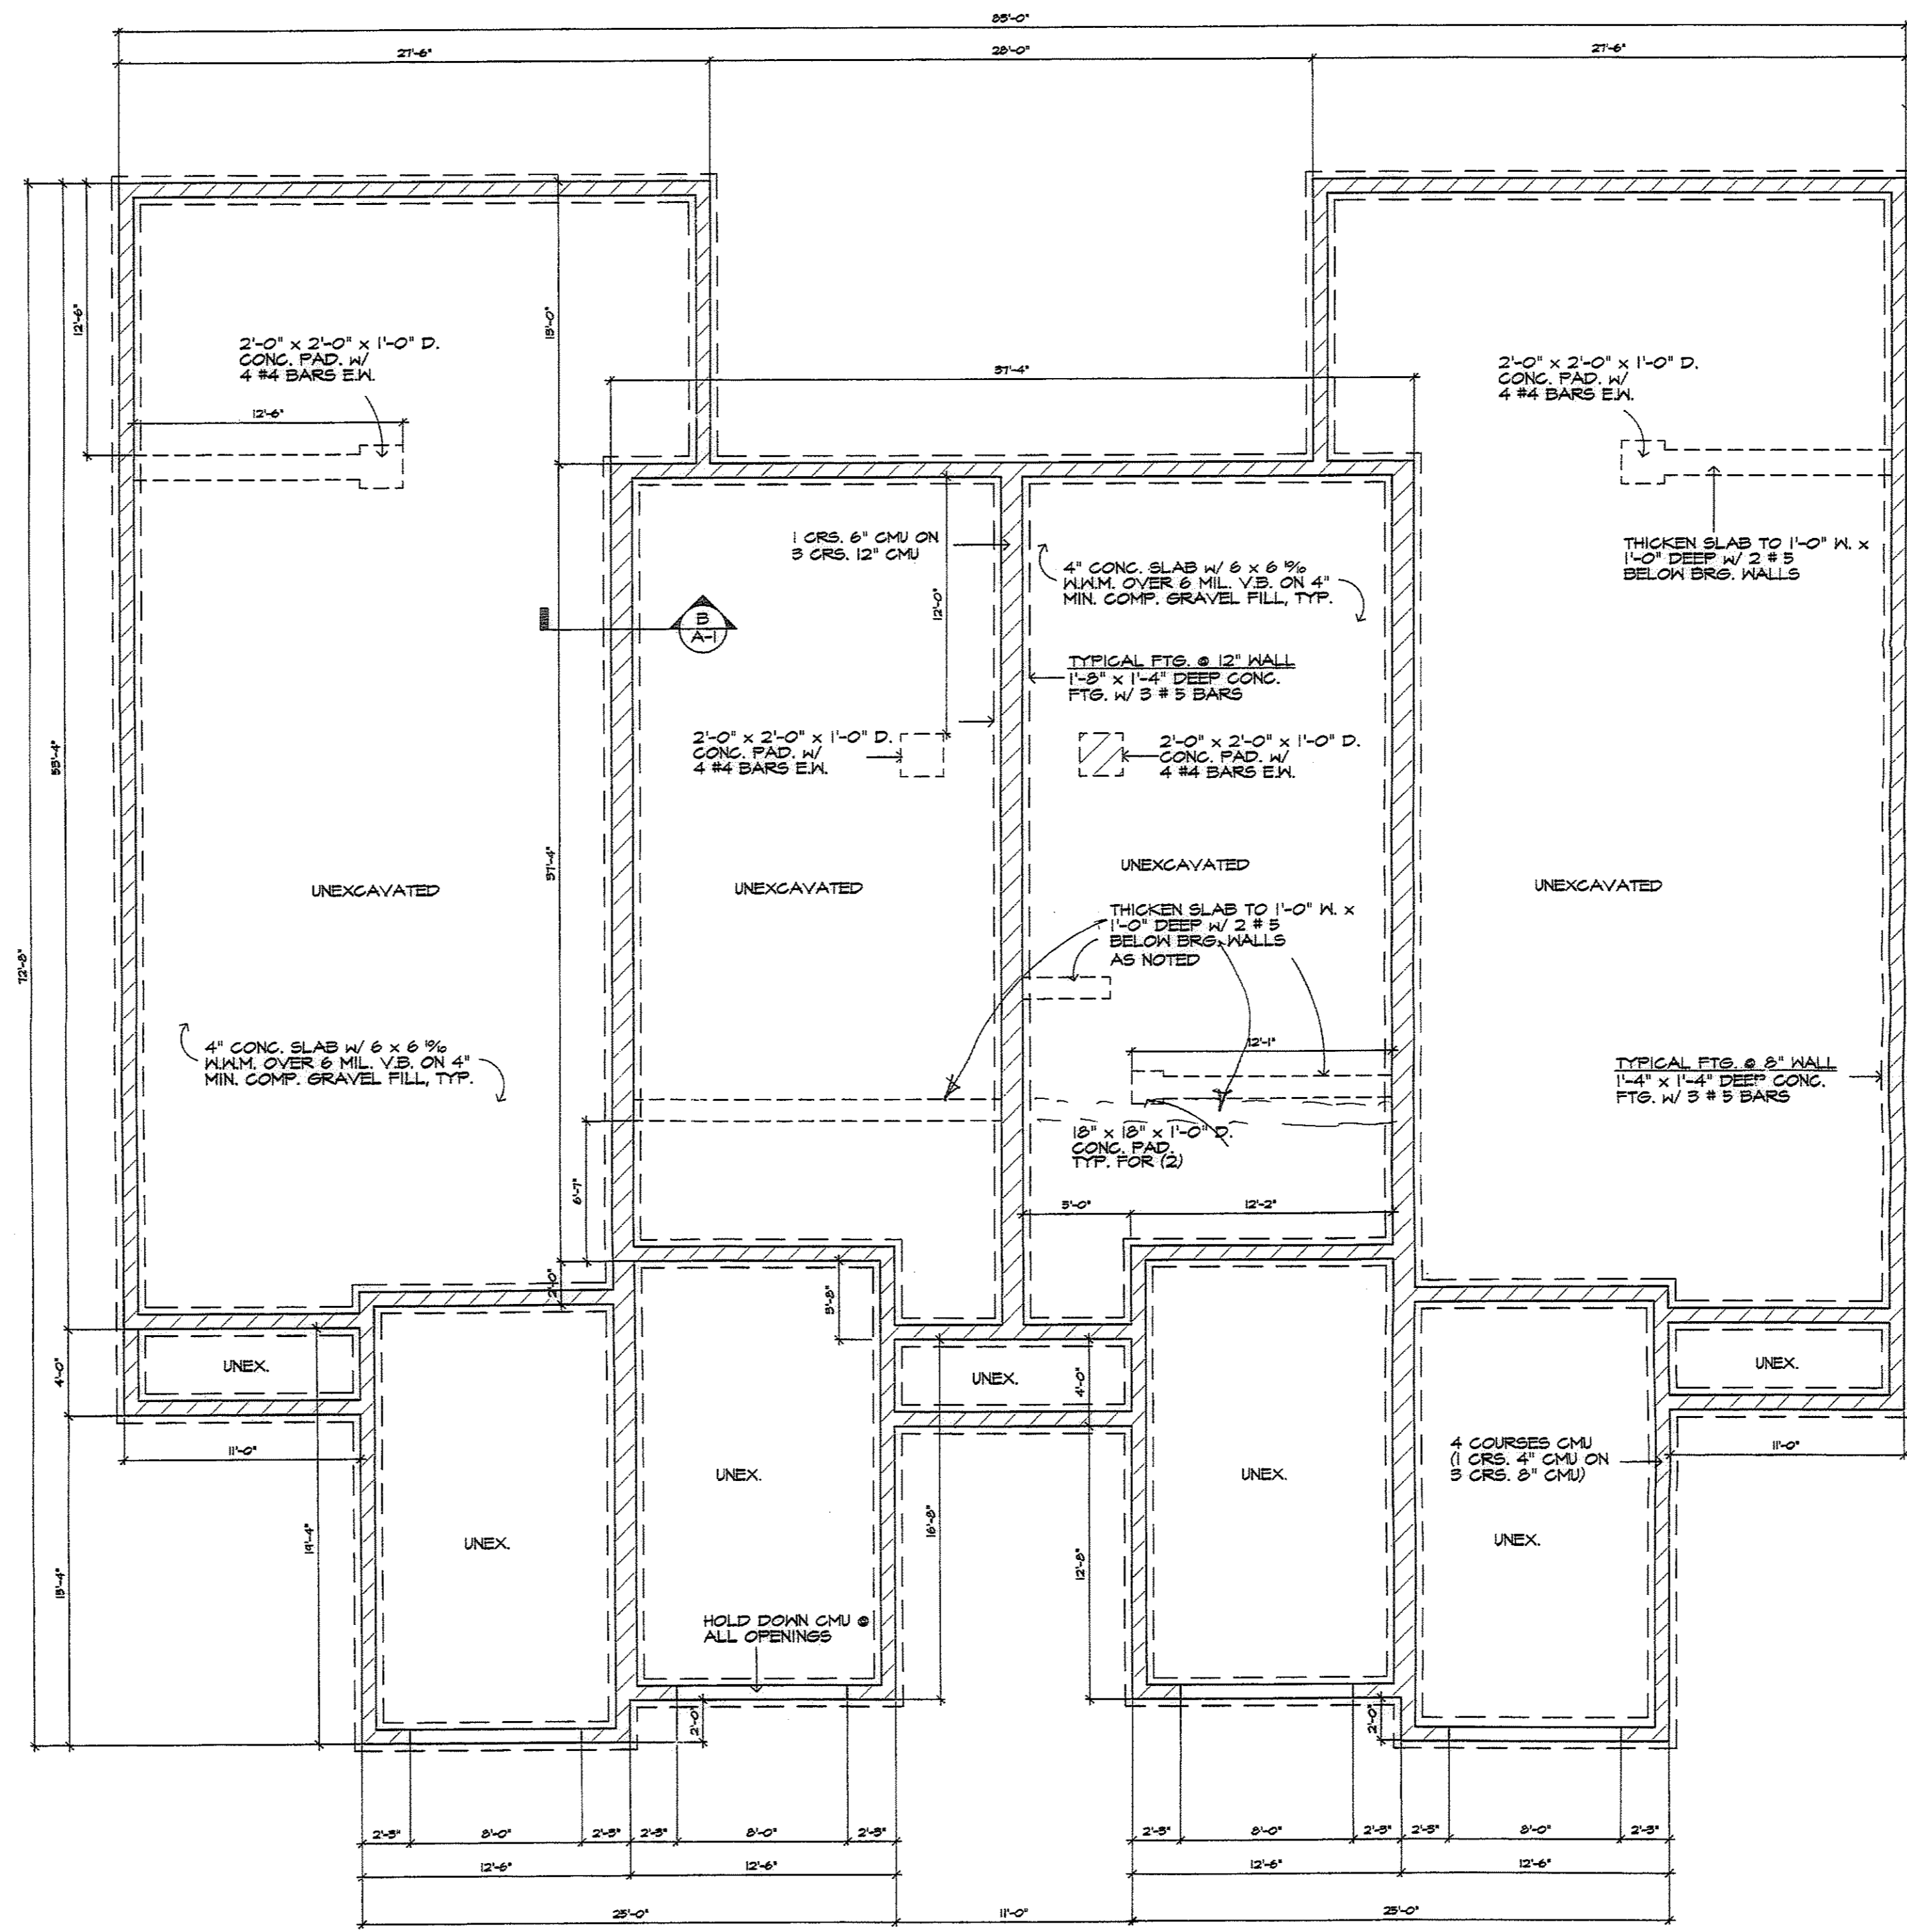 83'-0"
27'-6"
28'-0"
27'-6"
12'-6"
13'-0"
2'-0" x 2'-0" x 1'-0" D.
CONC. PAD. W/
4 #4 BARS E.W.
12'-6"
37'-4"
2'-0" x 2'-0" x 1'-0" D.
CONC. PAD. W/
4 #4 BARS E.W.
1 CRS. 6" CMU ON
3 CRS. 12" CMU
12'-0"
4" CONC. SLAB W/ 6 x 6 10/10
W.W.M. OVER 6 MIL. V.B. ON 4"
MIN. COMP. GRAVEL FILL, TYP.
THICKEN SLAB TO 1'-0" W. x
1'-0" DEEP W/ 2 # 5
BELOW BRG. WALLS
B
A-1
TYPICAL FTG. @ 12" WALL
1'-8" x 1'-4" DEEP CONC.
FTG. W/ 3 # 5 BARS
2'-0" x 2'-0" x 1'-0" D.
CONC. PAD. W/
4 #4 BARS E.W.
2'-0" x 2'-0" x 1'-0" D.
CONC. PAD. W/
4 #4 BARS E.W.
53'-4"
37'-4"
72'-8"
UNEXCAVATED
UNEXCAVATED
UNEXCAVATED
UNEXCAVATED
THICKEN SLAB TO 1'-0" W. x
1'-0" DEEP W/ 2 # 5
BELOW BRG. WALLS
AS NOTED
4" CONC. SLAB W/ 6 x 6 10/10
W.W.M. OVER 6 MIL. V.B. ON 4"
MIN. COMP. GRAVEL FILL, TYP.
12'-1"
TYPICAL FTG. @ 8" WALL
1'-4" x 1'-4" DEEP CONC.
FTG. W/ 3 # 5 BARS
18" x 18" x 1'-0" D.
CONC. PAD.
TYP. FOR (2)
6'-7"
5'-0"
12'-2"
2'-0"
3'-8"
4'-0"
UNEX.
UNEX.
4'-0"
UNEX.
11'-0"
11'-0"
4 COURSES CMU
(1 CRS. 4" CMU ON
3 CRS. 8" CMU)
UNEX.
UNEX.
UNEX.
UNEX.
15'-4"
19'-4"
16'-8"
12'-8"
HOLD DOWN CMU @
ALL OPENINGS
2'-0"
2'-0"
2'-3"
8'-0"
2'-3"
2'-3"
8'-0"
2'-3"
2'-3"
8'-0"
2'-3"
2'-3"
8'-0"
2'-3"
12'-6"
12'-6"
12'-6"
12'-6"
25'-0"
11'-0"
25'-0"